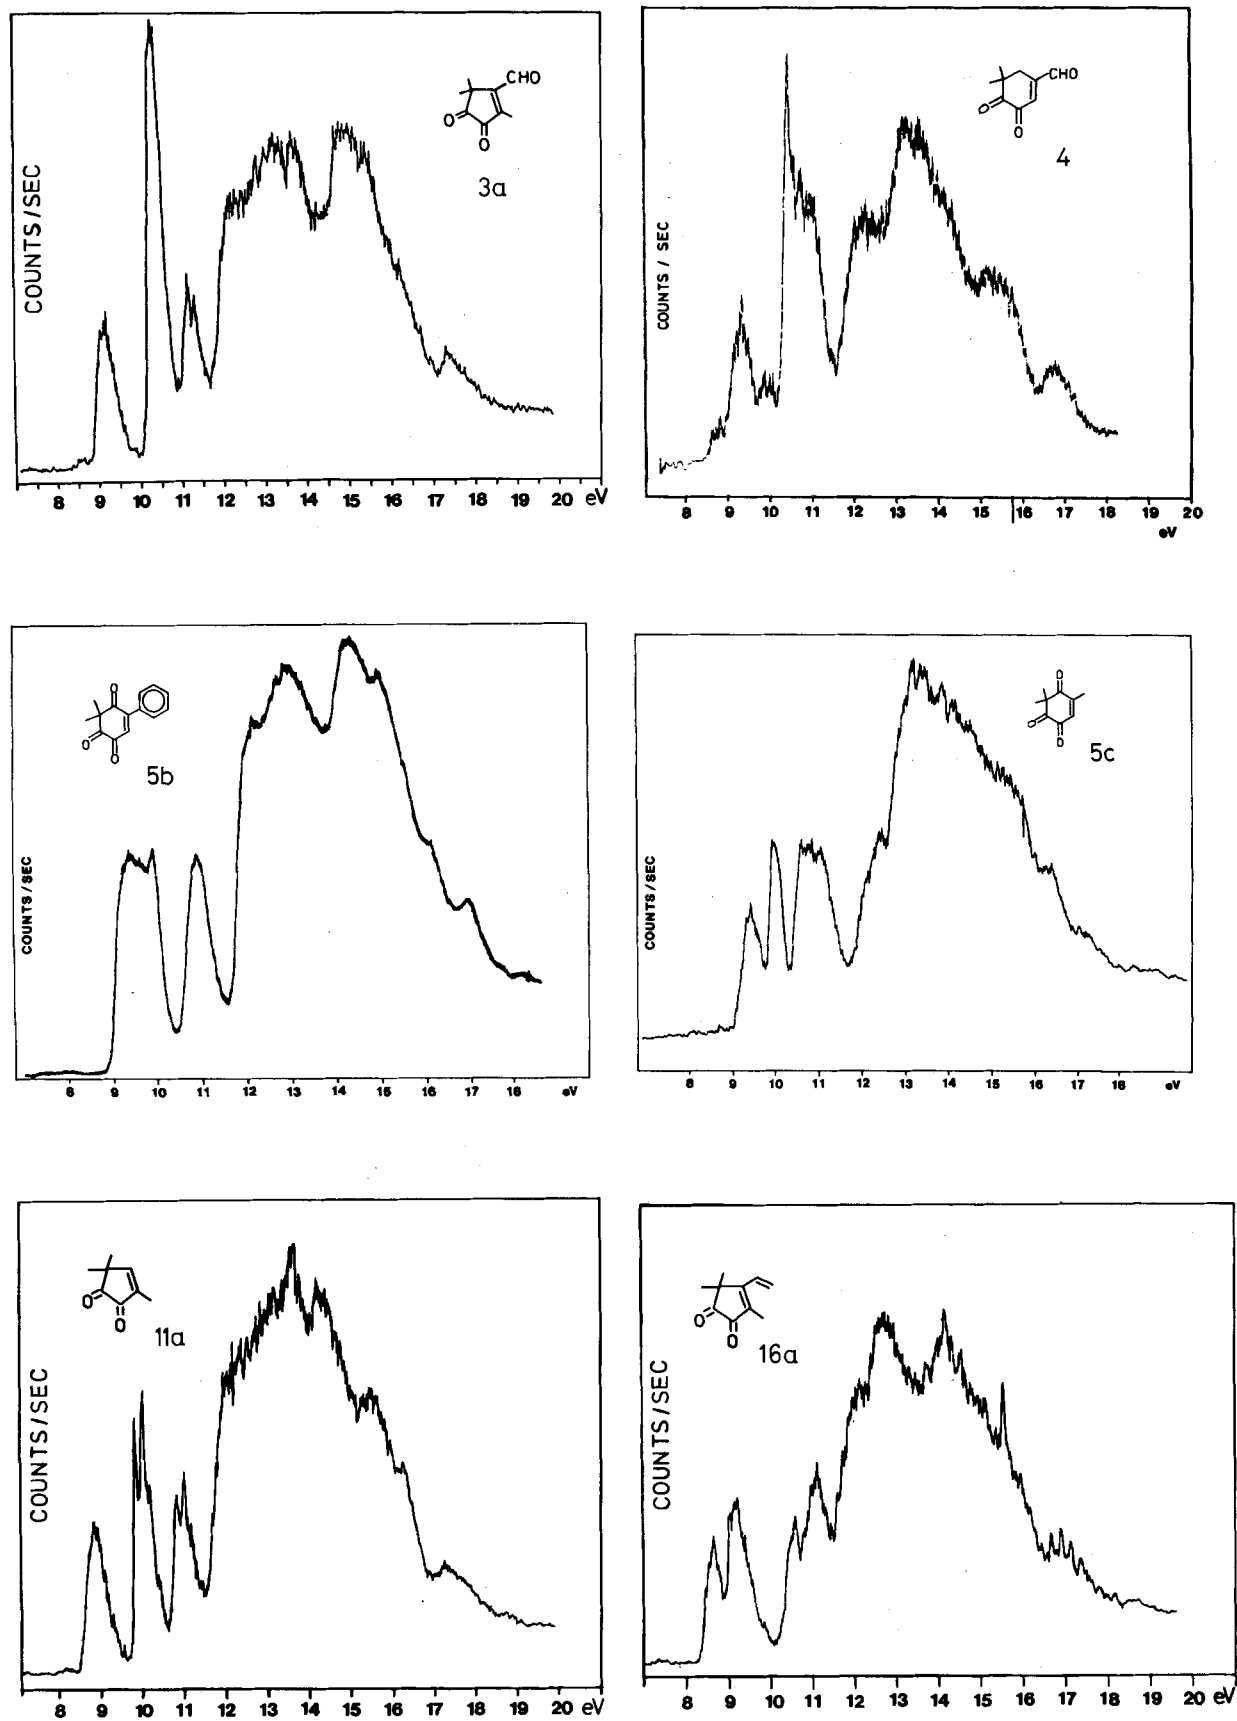 CHO
O
O
3a
COUNTS/SEC
8 9 10 11 12 13 14 15 16 17 18 19 20 eV
CHO
O
O
4
COUNTS / SEC
8 9 10 11 12 13 14 15 16 17 18 19 20
eV
O
O
O
5b
COUNTS/SEC
8 9 10 11 12 13 14 15 16 17 18 eV
O
O
O
5c
COUNTS/SEC
8 9 10 11 12 13 14 15 16 17 18 eV
O
O
11a
COUNTS/SEC
8 9 10 11 12 13 14 15 16 17 18 19 20 eV
O
O
16a
COUNTS/SEC
8 9 10 11 12 13 14 15 16 17 18 19 20 eV